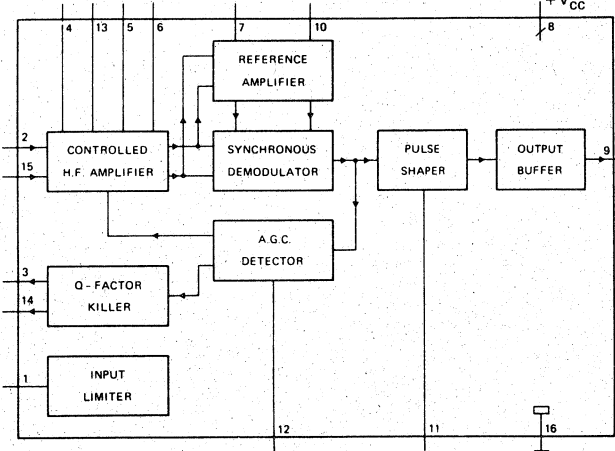 + VCC
4 13 5 6 7 10 8
REFERENCE
AMPLIFIER
2
15
CONTROLLED
H.F. AMPLIFIER
SYNCHRONOUS
DEMODULATOR
PULSE
SHAPER
OUTPUT
BUFFER
9
A.G.C.
DETECTOR
3
14
Q-FACTOR
KILLER
1
INPUT
LIMITER
12 11 16